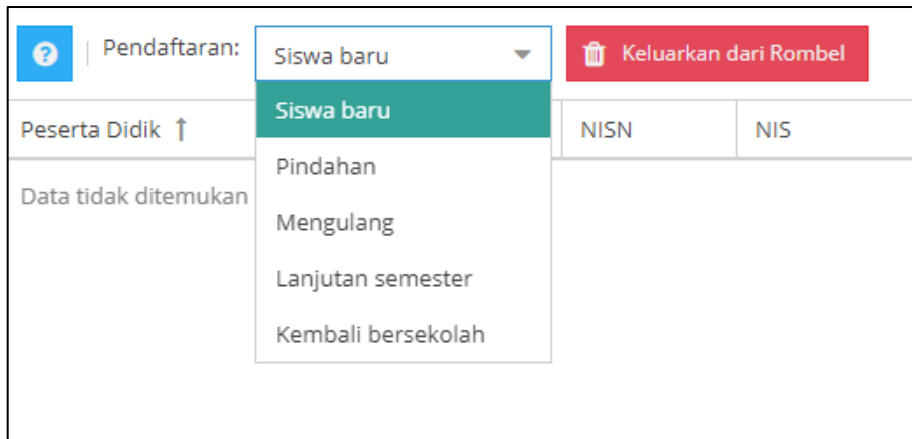 Pendaftaran: Siswa baru Keluarkan dari Rombel
Siswa baru
Peserta Didik ↑ NISN NIS
Pindahan
Data tidak ditemukan
Mengulang
Lanjutan semester
Kembali bersekolah